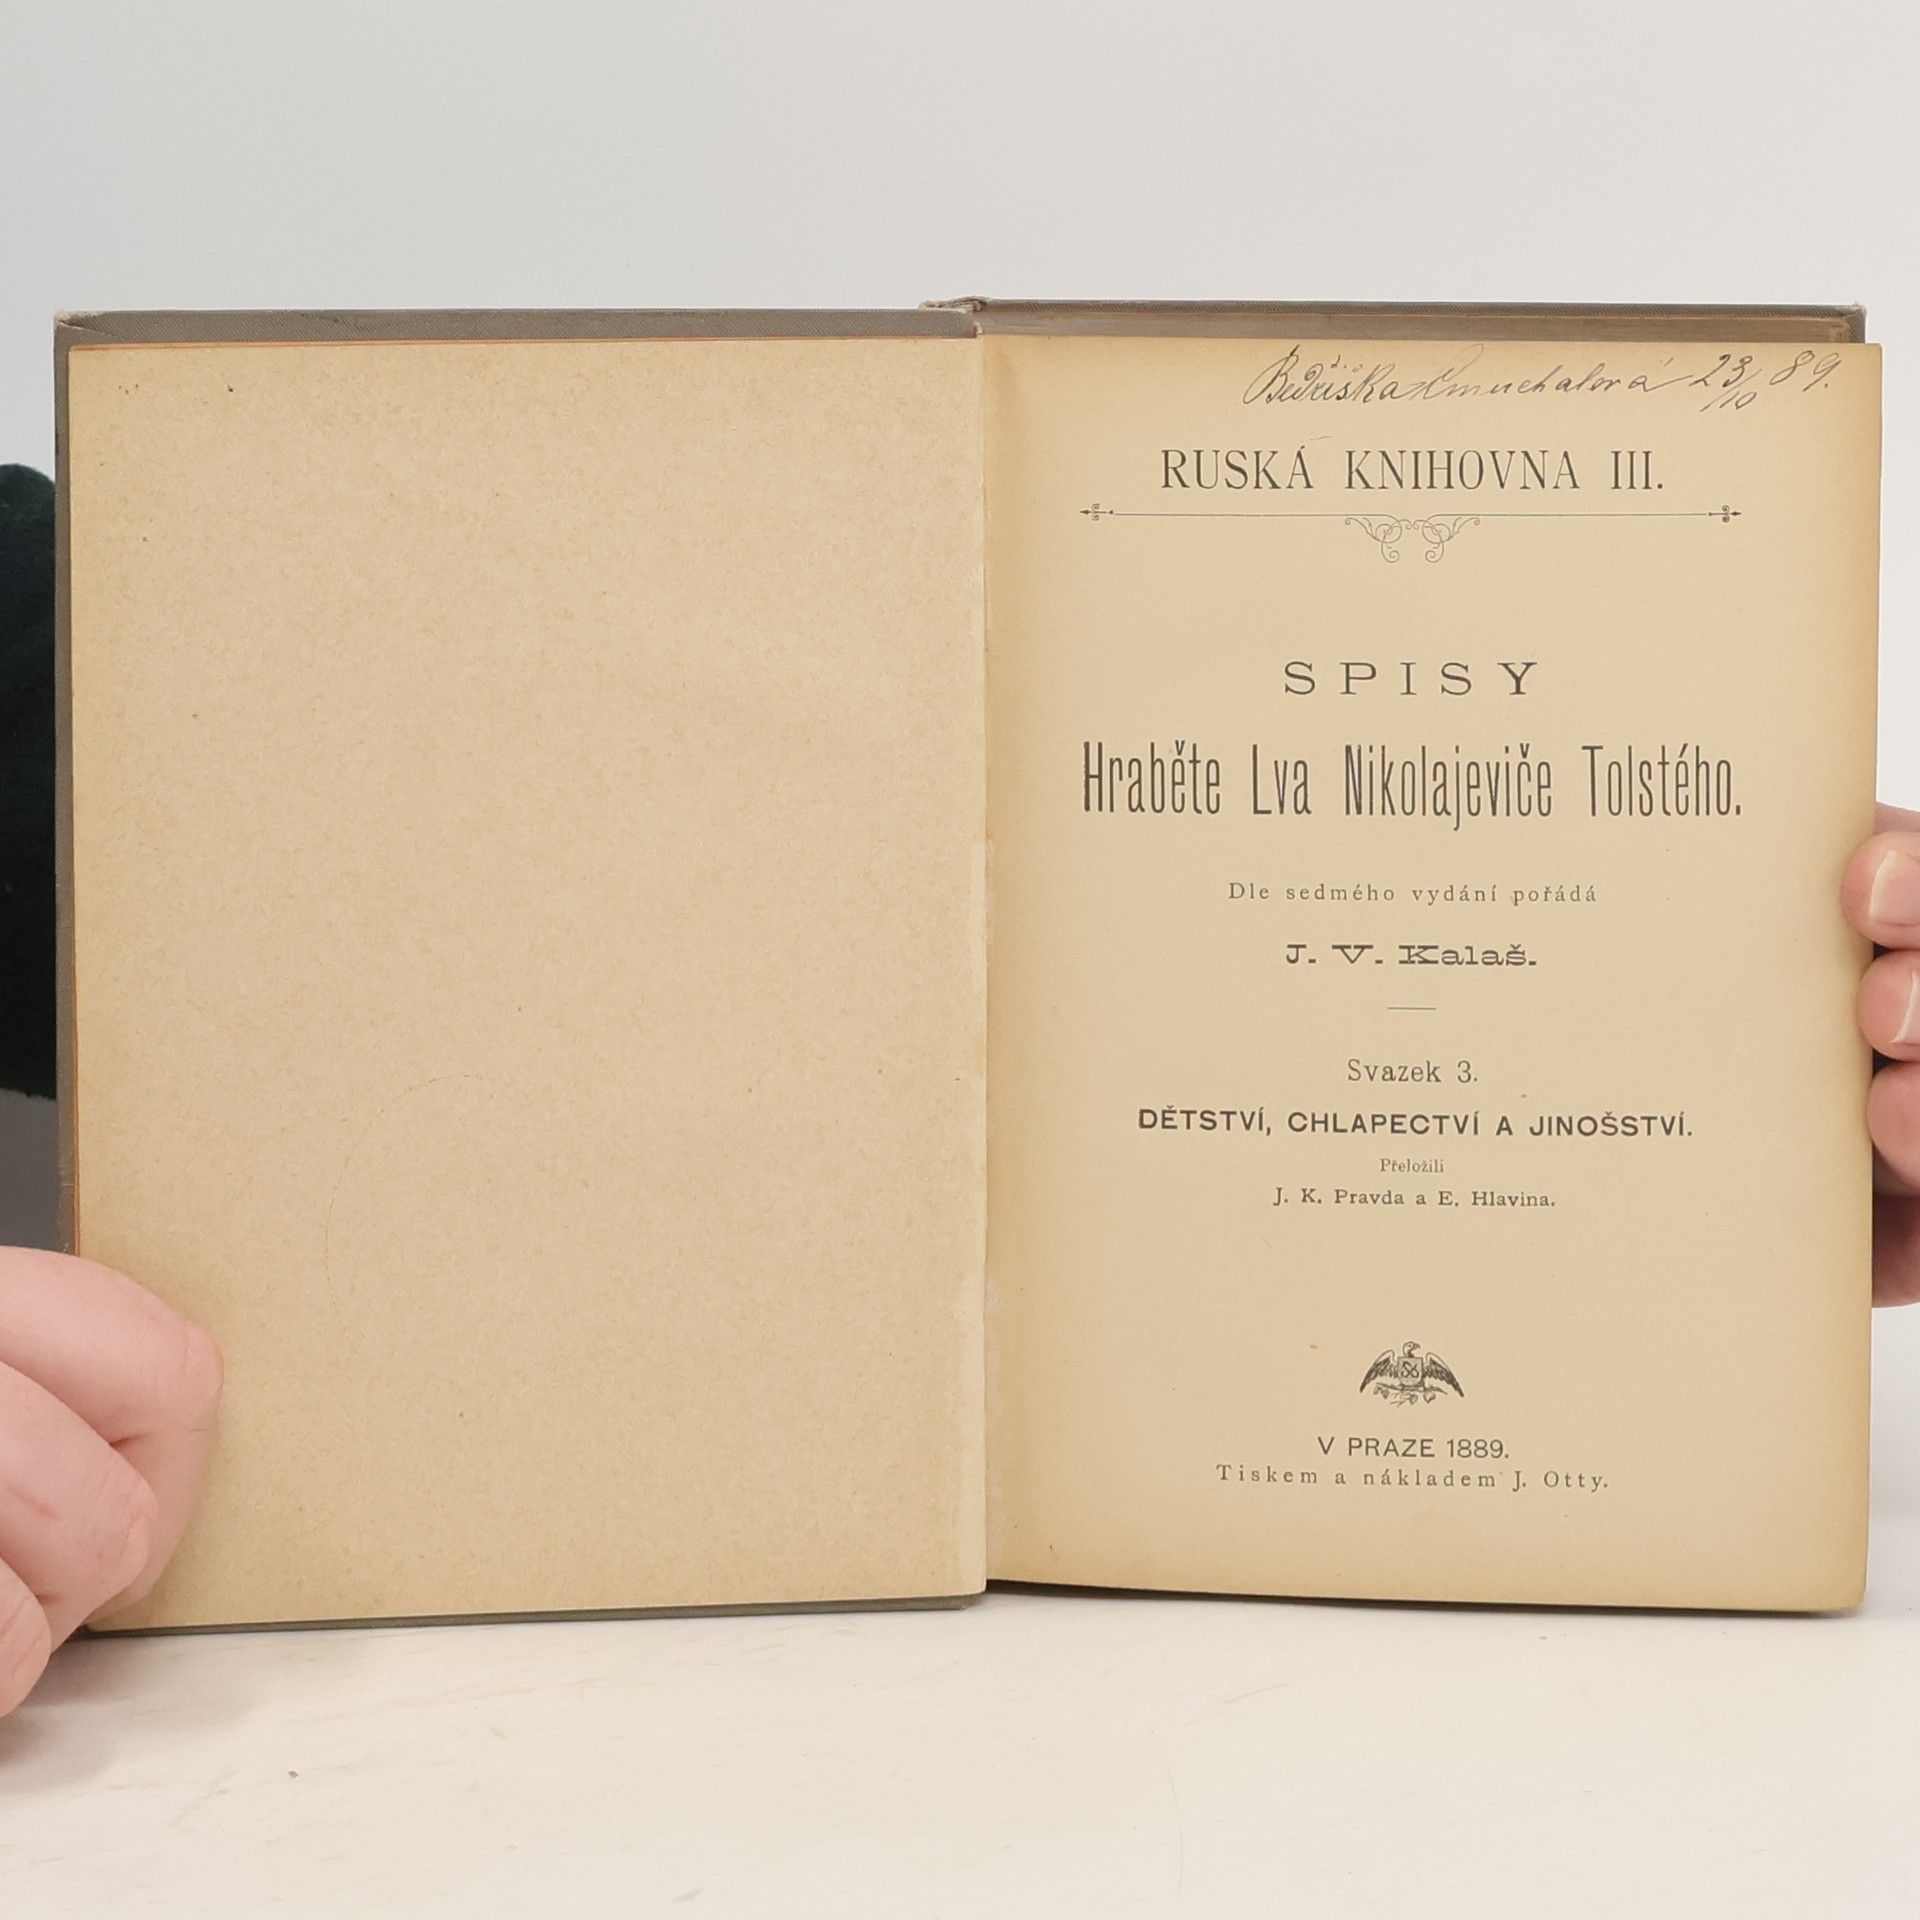 Bedřiška Chmuchalová 23/10 89.
RUSKÁ KNIHOVNA III.
SPISY
Hraběte Lva Nikolajeviče Tolstého.
Dle sedmého vydání pořádá
J. V. Kalaš.
Svazek 3.
DĚTSTVÍ, CHLAPECTVÍ A JINOŠSTVÍ.
Přeložili
J. K. Pravda a E. Hlavina.
V PRAZE 1889.
Tiskem a nákladem J. Otty.